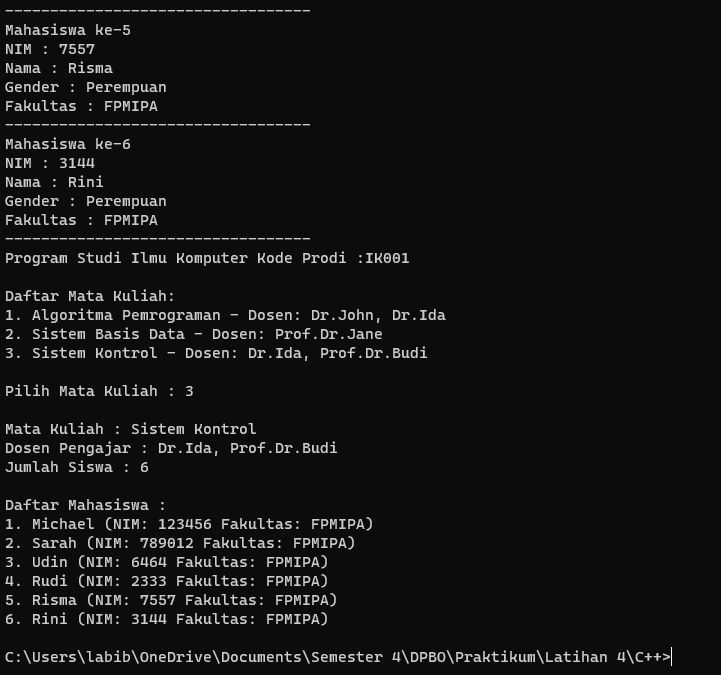 ----------------------------------
Mahasiswa ke-5
NIM : 7557
Nama : Risma
Gender : Perempuan
Fakultas : FPMIPA
----------------------------------
Mahasiswa ke-6
NIM : 3144
Nama : Rini
Gender : Perempuan
Fakultas : FPMIPA
----------------------------------
Program Studi Ilmu Komputer Kode Prodi :IK001
Daftar Mata Kuliah:
1. Algoritma Pemrograman - Dosen: Dr.John, Dr.Ida
2. Sistem Basis Data - Dosen: Prof.Dr.Jane
3. Sistem Kontrol - Dosen: Dr.Ida, Prof.Dr.Budi
Pilih Mata Kuliah : 3
Mata Kuliah : Sistem Kontrol
Dosen Pengajar : Dr.Ida, Prof.Dr.Budi
Jumlah Siswa : 6
Daftar Mahasiswa :
1. Michael (NIM: 123456 Fakultas: FPMIPA)
2. Sarah (NIM: 789012 Fakultas: FPMIPA)
3. Udin (NIM: 6464 Fakultas: FPMIPA)
4. Rudi (NIM: 2333 Fakultas: FPMIPA)
5. Risma (NIM: 7557 Fakultas: FPMIPA)
6. Rini (NIM: 3144 Fakultas: FPMIPA)
C:\Users\labib\OneDrive\Documents\Semester 4\DPBO\Praktikum\Latihan 4\C++>